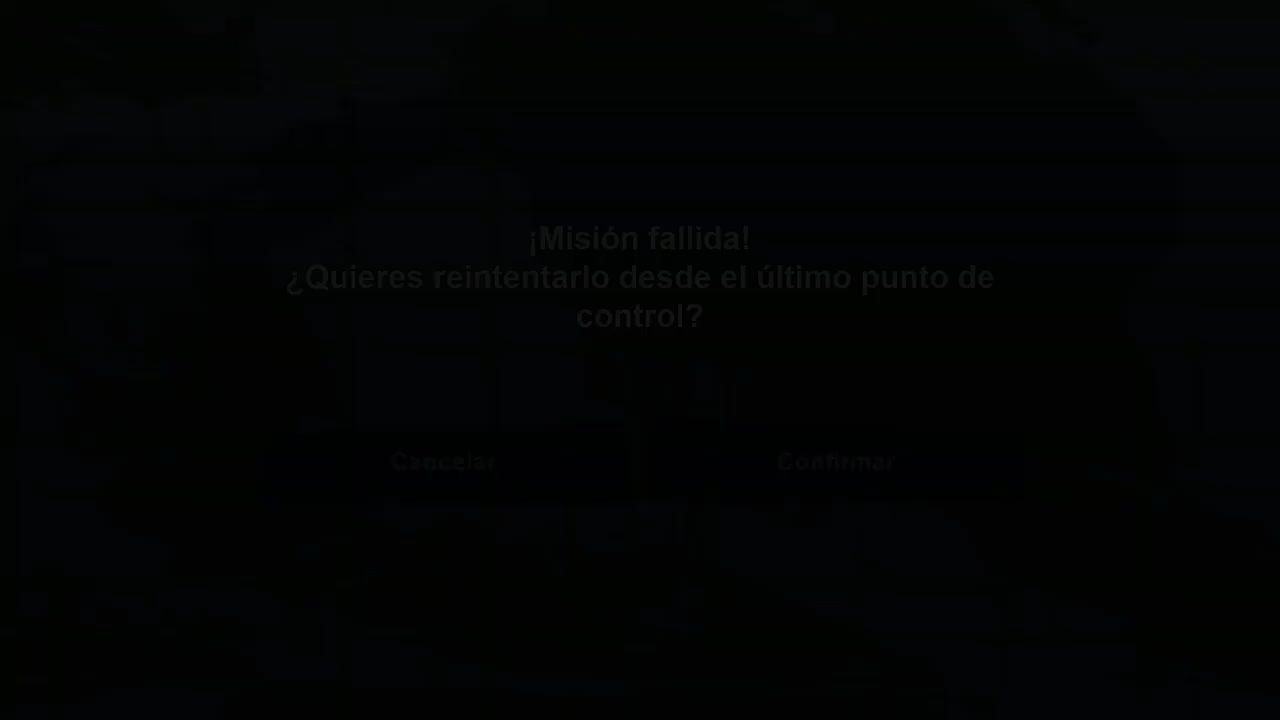 ¡Misión fallida!
¿Quieres reintentarlo desde el último punto de
control?
Cancelar
Confirmar